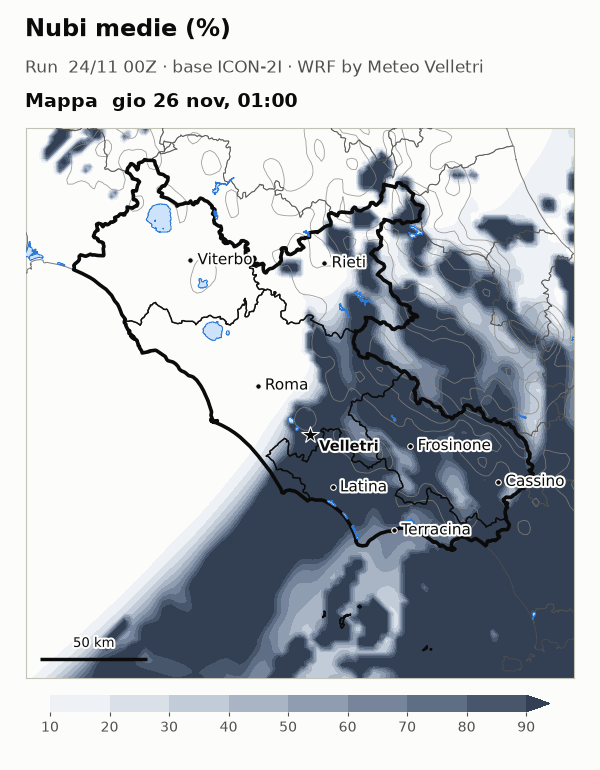 Nubi medie (%)
Run  24/11 00Z · base ICON-2I · WRF by Meteo Velletri
Mappa  gio 26 nov, 01:00
Viterbo
Rieti
Roma
Velletri
Frosinone
Latina
Cassino
Terracina
50 km
10 20 30 40 50 60 70 80 90